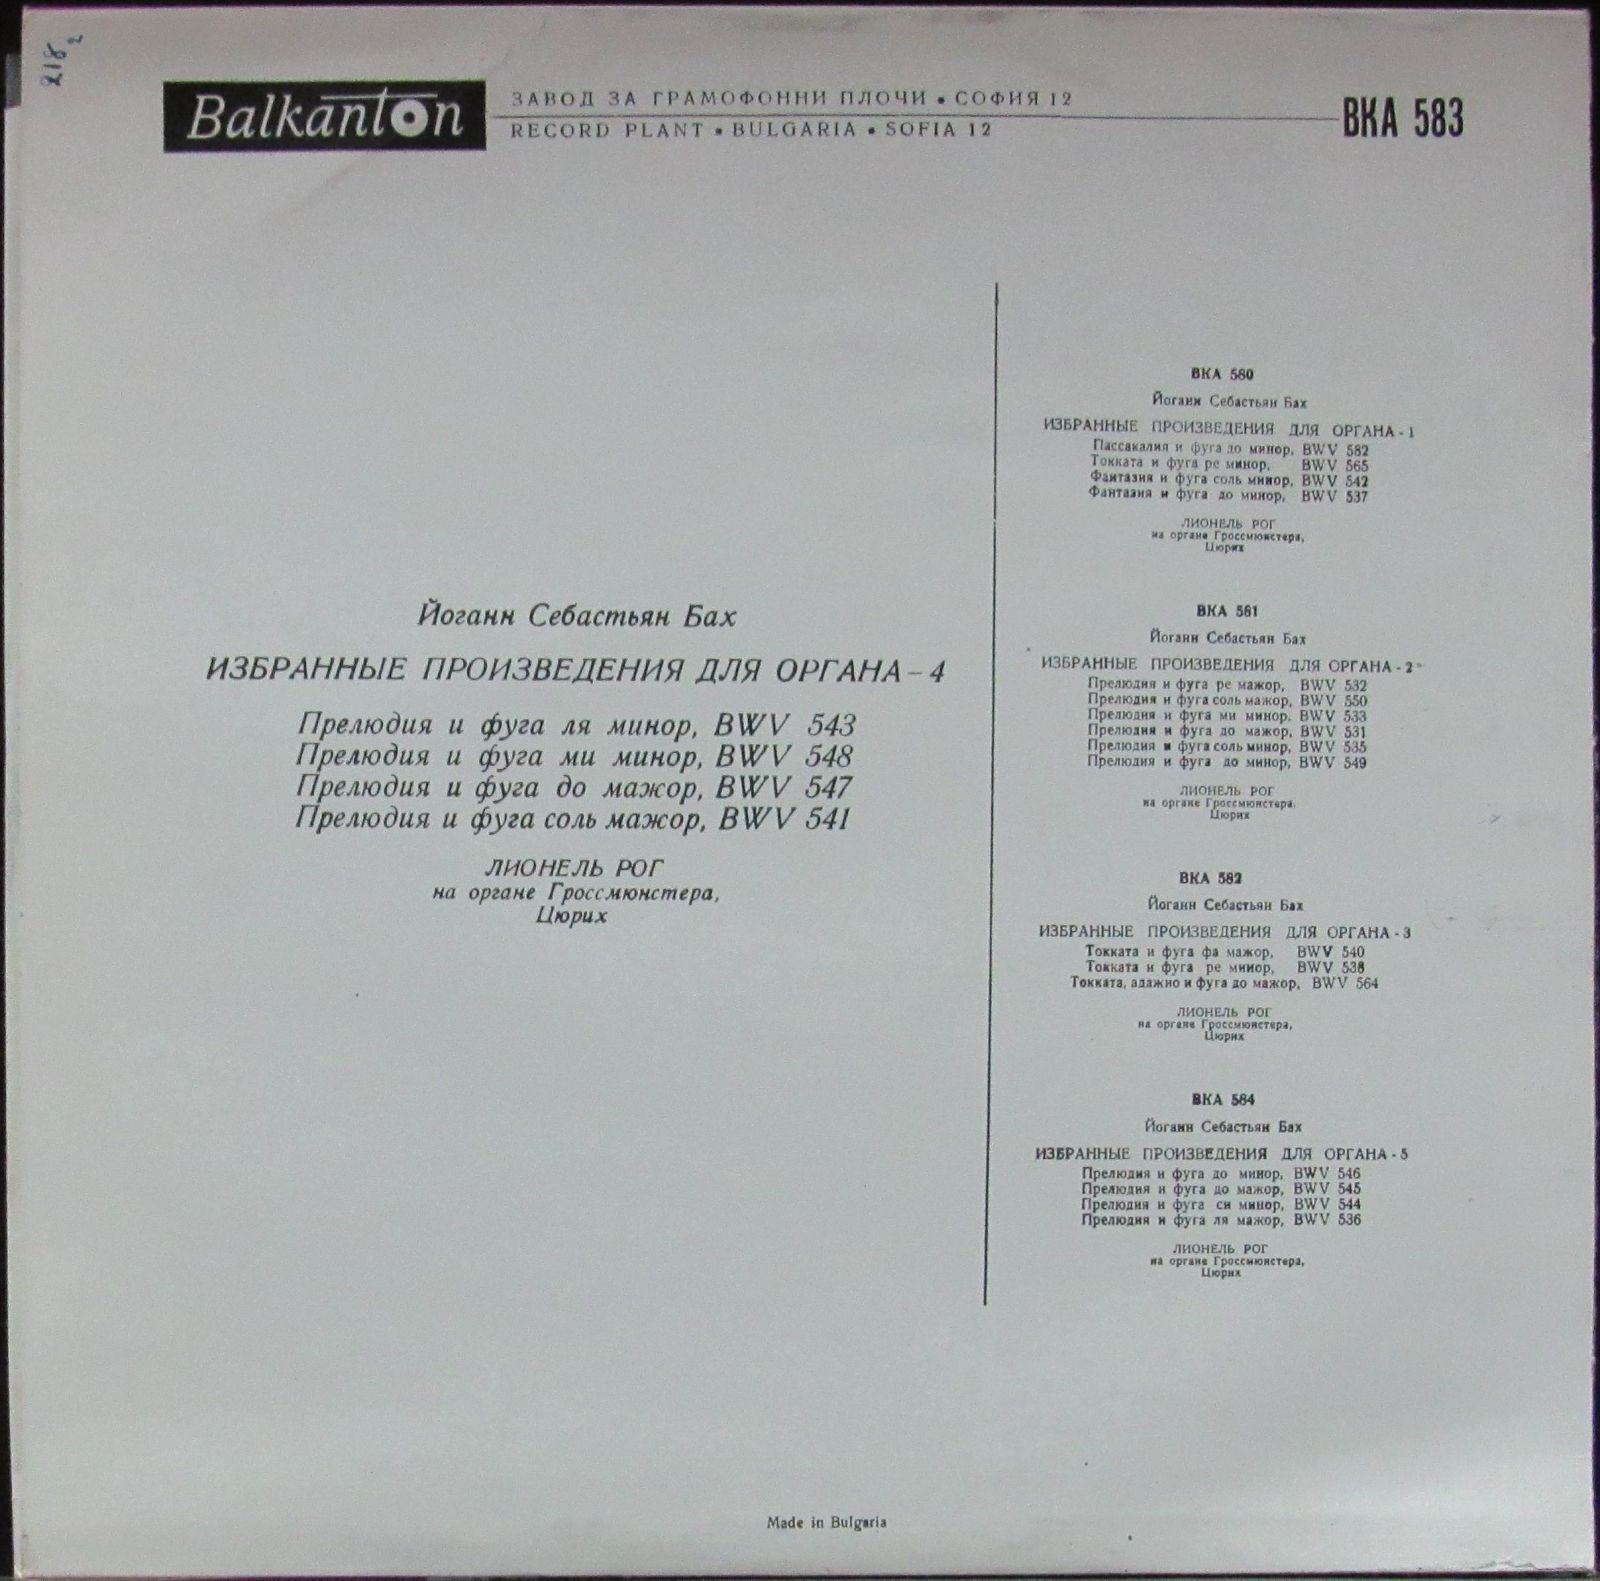 218 2
Balkanton
ЗАВОД ЗА ГРАМОФОННИ ПЛОЧИ • СОФИЯ 12
RECORD PLANT • BULGARIA • SOFIA 12
ВКА 583
Йоганн Себастьян Бах
ИЗБРАННЫЕ ПРОИЗВЕДЕНИЯ ДЛЯ ОРГАНА – 4
Прелюдия и фуга ля минор, BWV 543
Прелюдия и фуга ми минор, BWV 548
Прелюдия и фуга до мажор, BWV 547
Прелюдия и фуга соль мажор, BWV 541
ЛИОНЕЛЬ РОГ
на органе Гроссмюнстера,
Цюрих
ВКА 580
Йоганн Себастьян Бах
ИЗБРАННЫЕ ПРОИЗВЕДЕНИЯ ДЛЯ ОРГАНА - 1
Пассакалия и фуга до минор, BWV 582
Токката и фуга ре минор, BWV 565
Фантазия и фуга соль минор, BWV 542
Фантазия и фуга до минор, BWV 537
ЛИОНЕЛЬ РОГ
на органе Гроссмюнстера,
Цюрих
ВКА 581
Йоганн Себастьян Бах
ИЗБРАННЫЕ ПРОИЗВЕДЕНИЯ ДЛЯ ОРГАНА - 2
Прелюдия и фуга ре мажор, BWV 532
Прелюдия и фуга соль мажор, BWV 550
Прелюдия и фуга ми минор, BWV 533
Прелюдия и фуга до мажор, BWV 531
Прелюдия и фуга соль минор, BWV 535
Прелюдия и фуга до минор, BWV 549
ЛИОНЕЛЬ РОГ
на органе Гроссмюнстера.
Цюрих
ВКА 582
Йоганн Себастьян Бах
ИЗБРАННЫЕ ПРОИЗВЕДЕНИЯ ДЛЯ ОРГАНА - 3
Токката и фуга фа мажор, BWV 540
Токката и фуга ре минор, BWV 538
Токката, адажио и фуга до мажор, BWV 564
ЛИОНЕЛЬ РОГ
на органе Гроссмюнстера,
Цюрих
ВКА 584
Йоганн Себастьян Бах
ИЗБРАННЫЕ ПРОИЗВЕДЕНИЯ ДЛЯ ОРГАНА - 5
Прелюдия и фуга до минор, BWV 546
Прелюдия и фуга до мажор, BWV 545
Прелюдия и фуга си минор, BWV 544
Прелюдия и фуга ля мажор, BWV 536
ЛИОНЕЛЬ РОГ
на органе Гроссмюнстера,
Цюрих
Made in Bulgaria